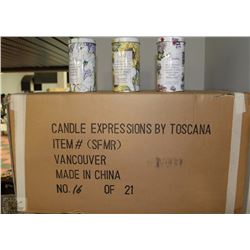 CANDLE EXPRESSIONS BY TOSCANA
ITEM # (SFMR)
VANCOUVER
MADE IN CHINA
NO. 16 OF 21